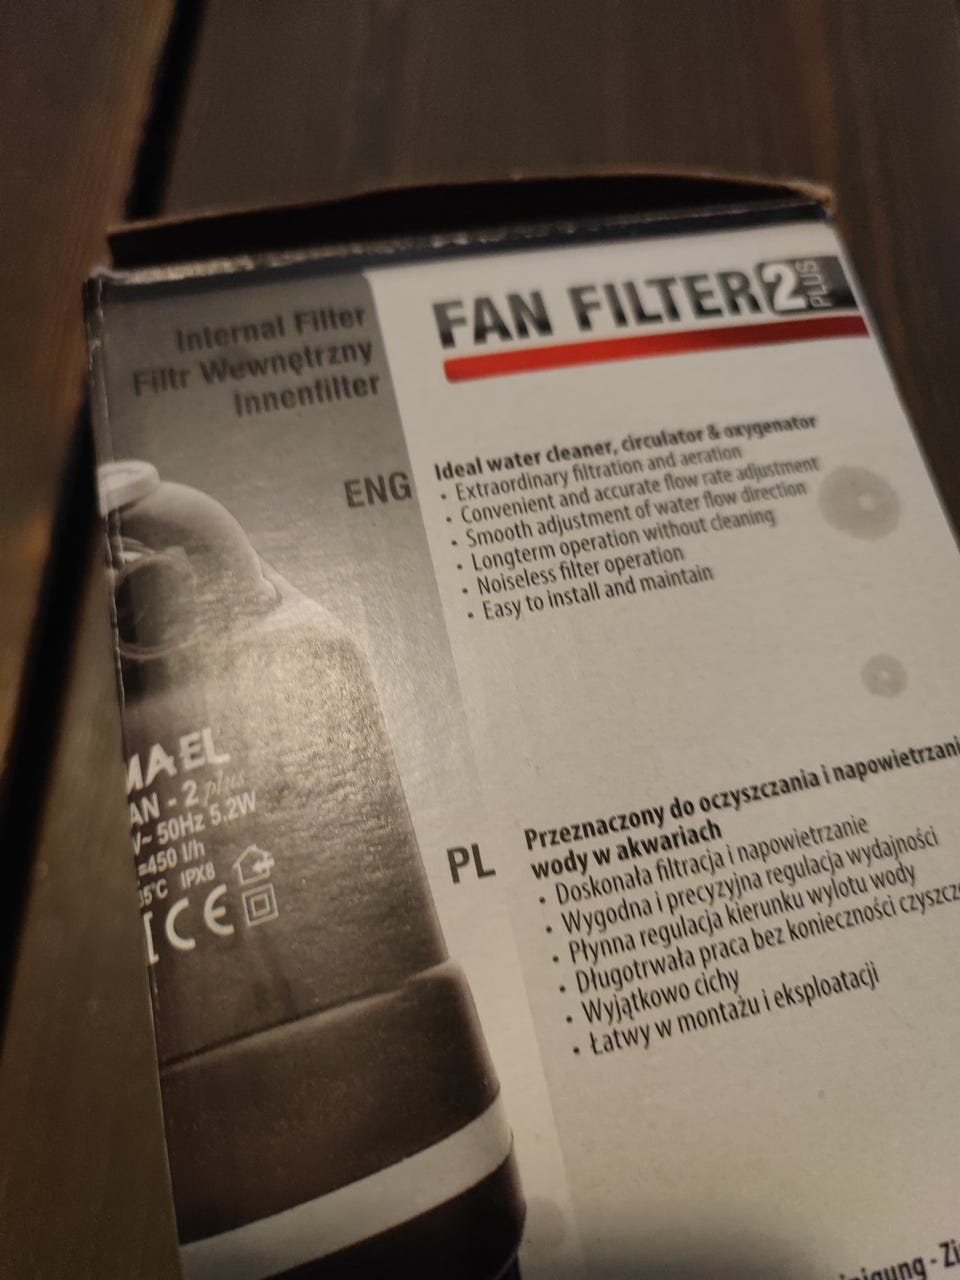 Internal Filter
Filtr Wewnętrzny
Innenfilter
FAN FILTER 2 PLUS
ENG
Ideal water cleaner, circulator & oxygenator
• Extraordinary filtration and aeration
• Convenient and accurate flow rate adjustment
• Smooth adjustment of water flow direction
• Longterm operation without cleaning
• Noiseless filter operation
• Easy to install and maintain
MAEL
AN - 2 plus
V~ 50Hz 5.2W
=450 l/h
35°C IPX8
CE
PL
Przeznaczony do oczyszczania i napowietrzani
wody w akwariach
• Doskonała filtracja i napowietrzanie
• Wygodna i precyzyjna regulacja wydajności
• Płynna regulacja kierunku wylotu wody
• Długotrwała praca bez konieczności czyszcz
• Wyjątkowo cichy
• Łatwy w montażu i eksploatacji
inigung - Zi